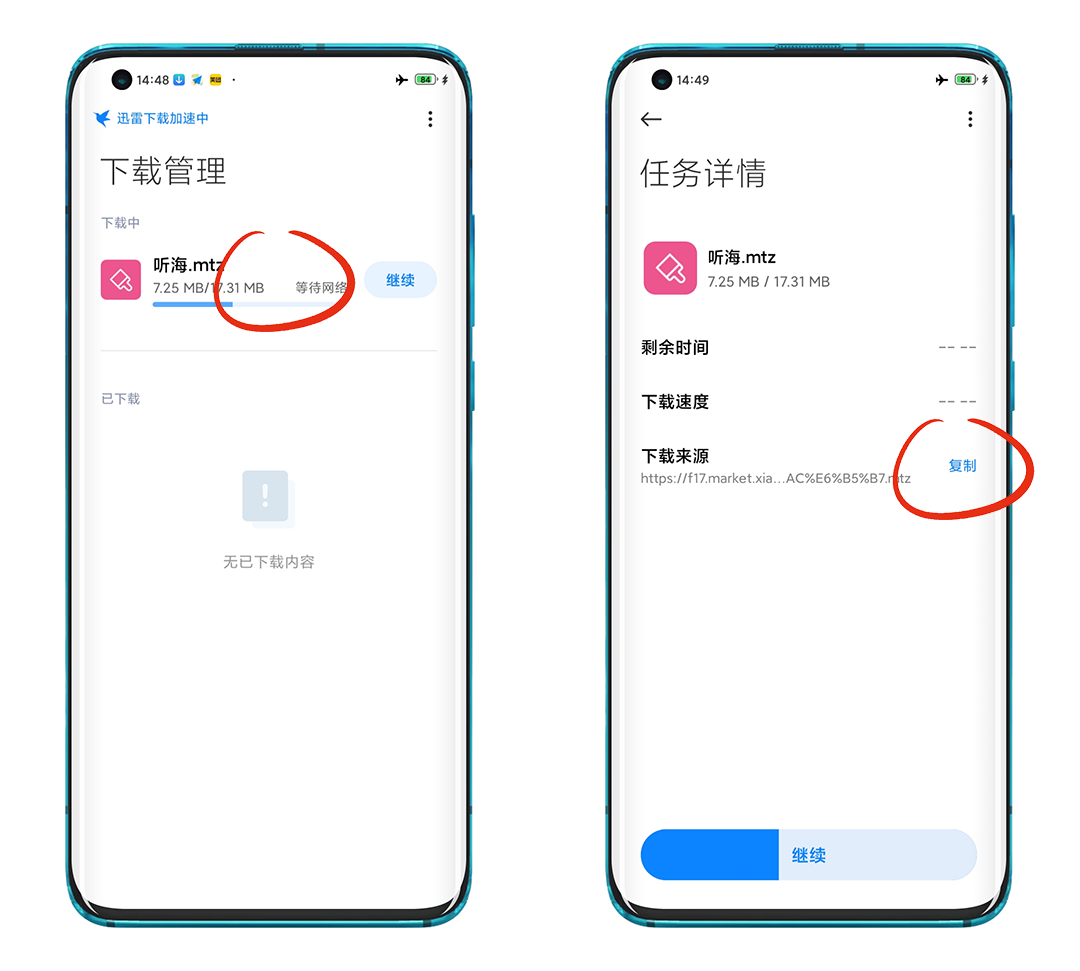 14:48
84
迅雷下载加速中
下载管理
下载中
听海.mtz
7.25 MB/17.31 MB
等待网络
继续
已下载
无已下载内容
14:49
84
任务详情
听海.mtz
7.25 MB / 17.31 MB
剩余时间
-- --
下载速度
-- --
下载来源
复制
https://f17.market.xia...AC%E6%B5%B7.mtz
继续